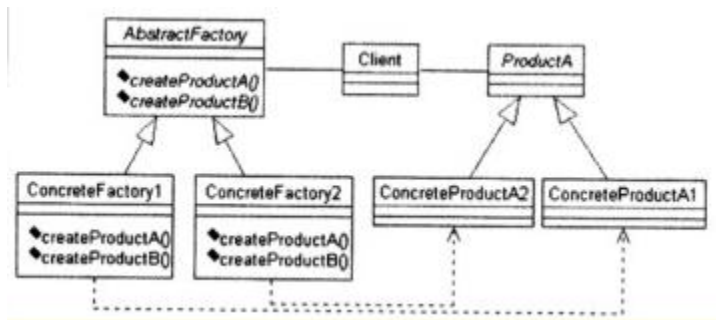 AbstractFactory
createProductA()
createProductB()
Client
ProductA
ConcreteFactory1
createProductA()
createProductB()
ConcreteFactory2
createProductA()
createProductB()
ConcreteProductA2
ConcreteProductA1